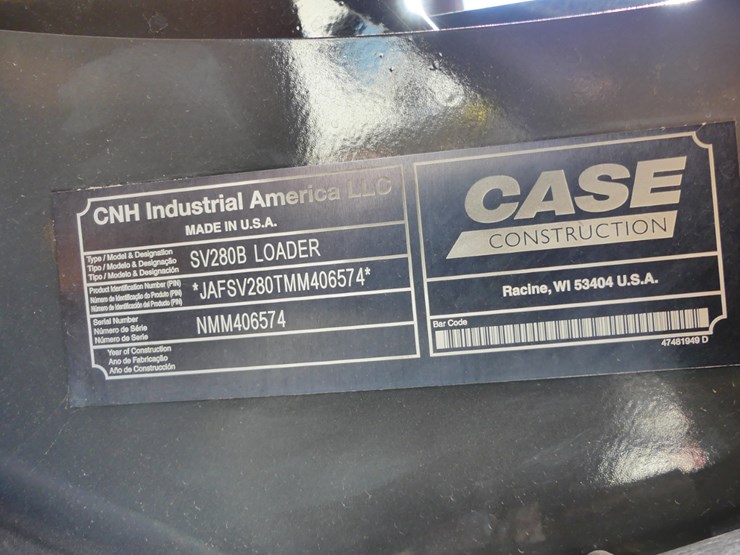 CNH Industrial America LLC
MADE IN U.S.A.
Type / Model & Designation
Tipo / Modelo & Designação
Tipo / Modelo & Designación
SV280B LOADER
Product Identification Number (PIN)
Número de Identificação do Produto (PIN)
Número de Identificación del Producto (PIN)
*JAFSV280TMM406574*
Serial Number
Número de Série
Número de Serie
NMM406574
Year of Construction
Ano de Fabricação
Año de Construcción
CASE
CONSTRUCTION
Racine, WI 53404 U.S.A.
Bar Code
47481949 D